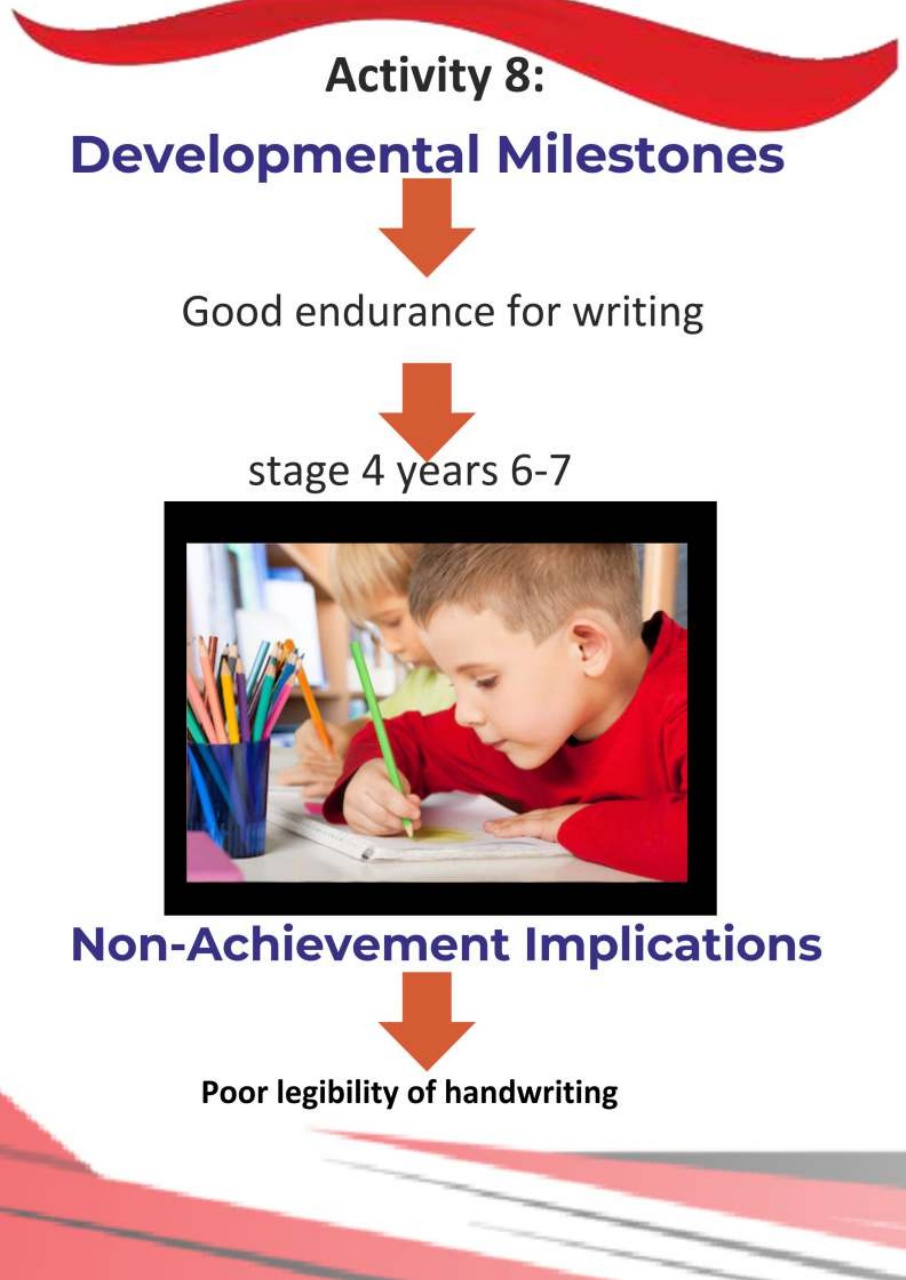 Activity 8:
Developmental Milestones
Good endurance for writing
stage 4 years 6-7
Non-Achievement Implications
Poor legibility of handwriting